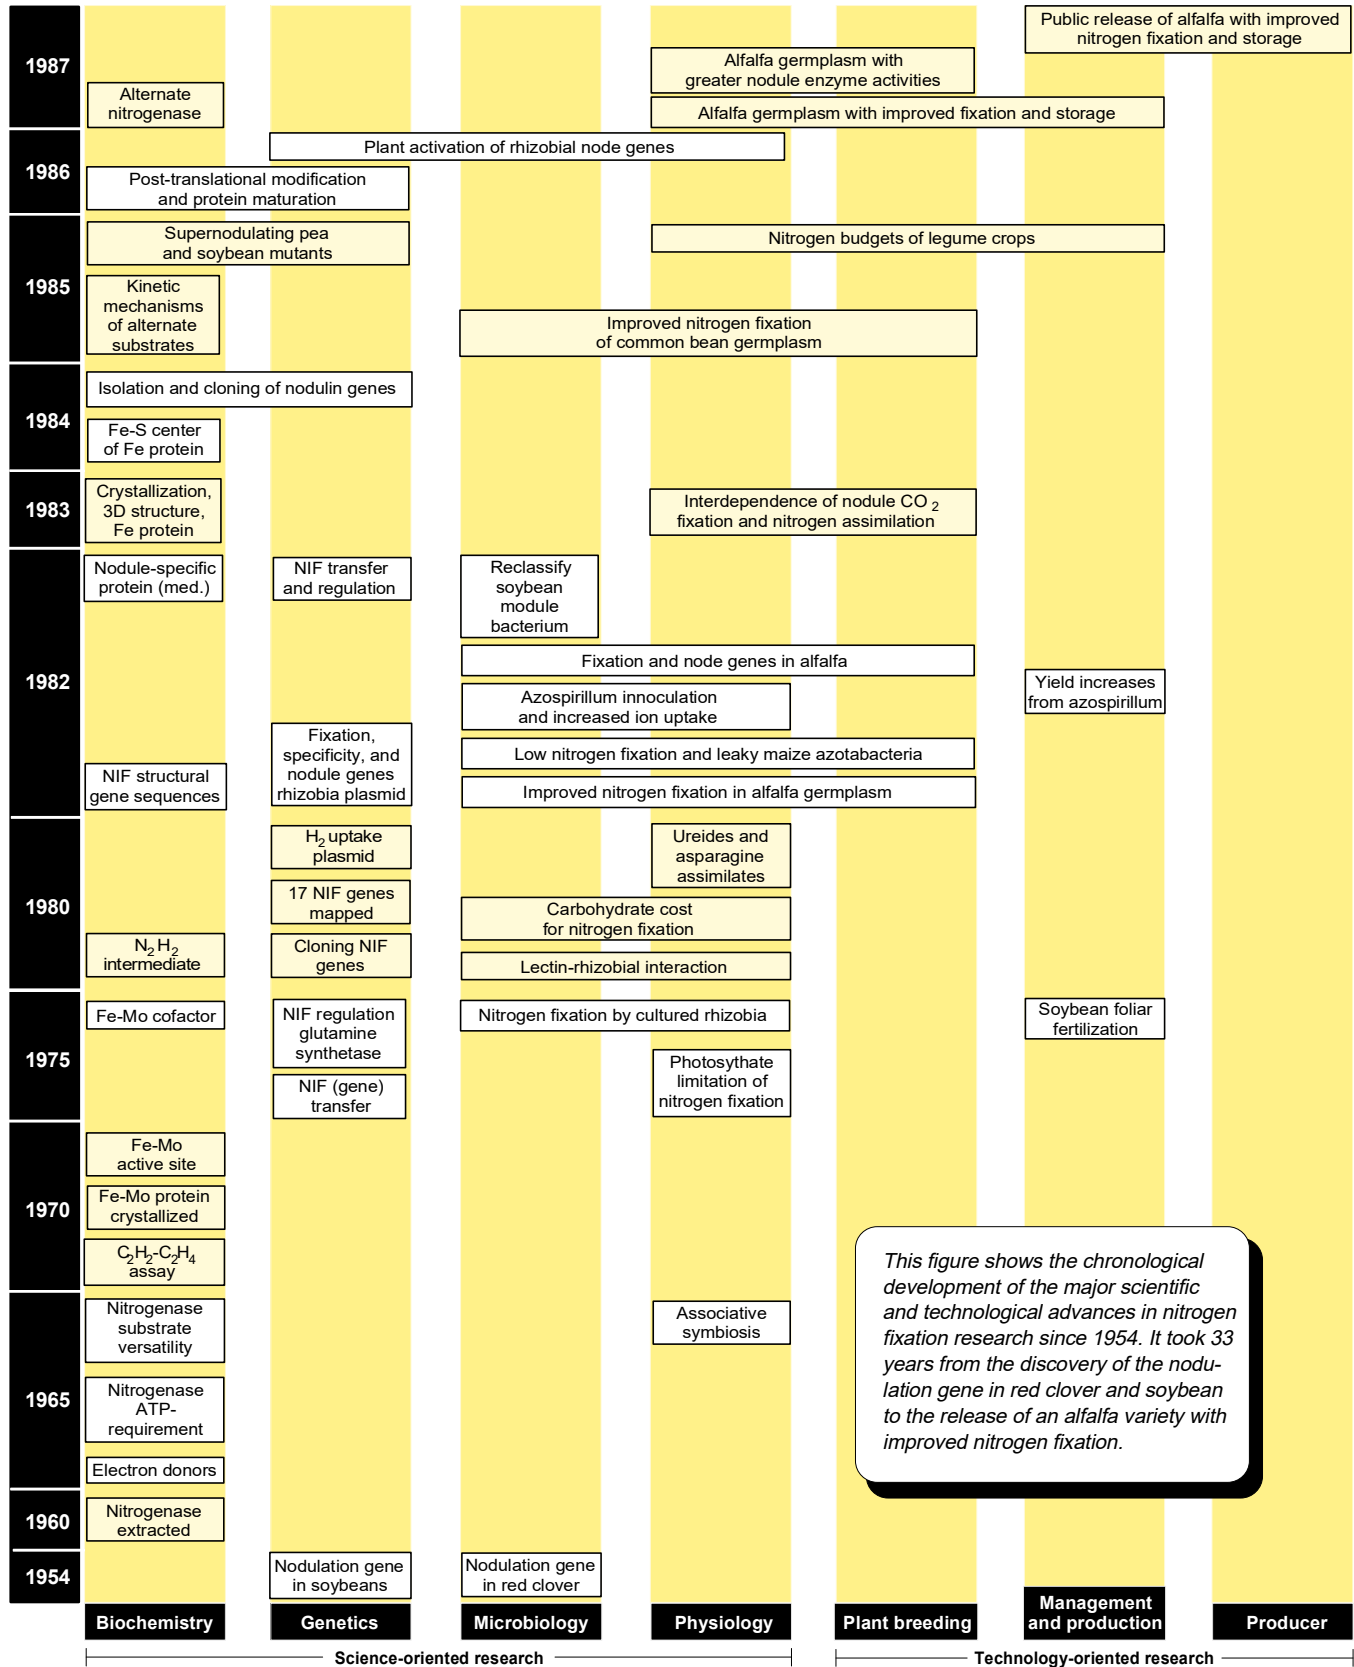 Public release of alfalfa with improved
nitrogen fixation and storage
1987
Alfalfa germplasm with
greater nodule enzyme activities
Alternate
nitrogenase
Alfalfa germplasm with improved fixation and storage
1986
Plant activation of rhizobial node genes
Post-translational modification
and protein maturation
1985
Supernodulating pea
and soybean mutants
Nitrogen budgets of legume crops
Kinetic
mechanisms
of alternate
substrates
Improved nitrogen fixation
of common bean germplasm
1984
Isolation and cloning of nodulin genes
Fe-S center
of Fe protein
1983
Crystallization,
3D structure,
Fe protein
Interdependence of nodule CO2
fixation and nitrogen assimilation
1982
Nodule-specific
protein (med.)
NIF transfer
and regulation
Reclassify
soybean
module
bacterium
Fixation and node genes in alfalfa
Yield increases
from azospirillum
Azospirillum innoculation
and increased ion uptake
Fixation,
specificity, and
nodule genes
rhizobia plasmid
Low nitrogen fixation and leaky maize azotabacteria
NIF structural
gene sequences
Improved nitrogen fixation in alfalfa germplasm
1980
H2 uptake
plasmid
Ureides and
asparagine
assimilates
17 NIF genes
mapped
Carbohydrate cost
for nitrogen fixation
N2H2
intermediate
Cloning NIF
genes
Lectin-rhizobial interaction
1975
Fe-Mo cofactor
NIF regulation
glutamine
synthetase
Nitrogen fixation by cultured rhizobia
Soybean foliar
fertilization
Photosythate
limitation of
nitrogen fixation
NIF (gene)
transfer
1970
Fe-Mo
active site
Fe-Mo protein
crystallized
C2H2-C2H4
assay
1965
Nitrogenase
substrate
versatility
Associative
symbiosis
Nitrogenase
ATP-
requirement
Electron donors
This figure shows the chronological
development of the major scientific
and technological advances in nitrogen
fixation research since 1954. It took 33
years from the discovery of the nodu-
lation gene in red clover and soybean
to the release of an alfalfa variety with
improved nitrogen fixation.
1960
Nitrogenase
extracted
1954
Nodulation gene
in soybeans
Nodulation gene
in red clover
Biochemistry
Genetics
Microbiology
Physiology
Plant breeding
Management
and production
Producer
Science-oriented research
Technology-oriented research